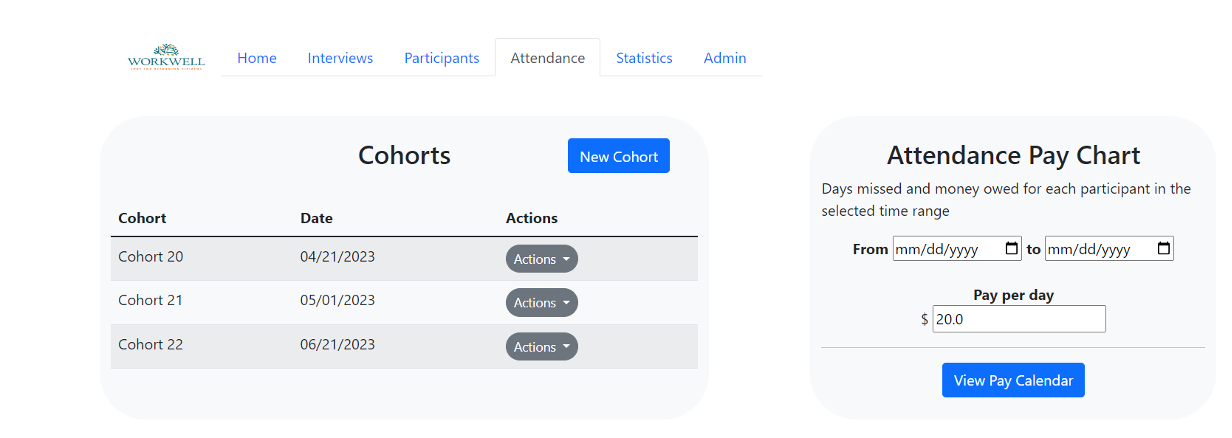 WORKWELL
Home Interviews Participants Attendance Statistics Admin
Cohorts
New Cohort
Cohort Date Actions
Cohort 20 04/21/2023 Actions
Cohort 21 05/01/2023 Actions
Cohort 22 06/21/2023 Actions
Attendance Pay Chart
Days missed and money owed for each participant in the
selected time range
From mm/dd/yyyy to mm/dd/yyyy
Pay per day
$ 20.0
View Pay Calendar